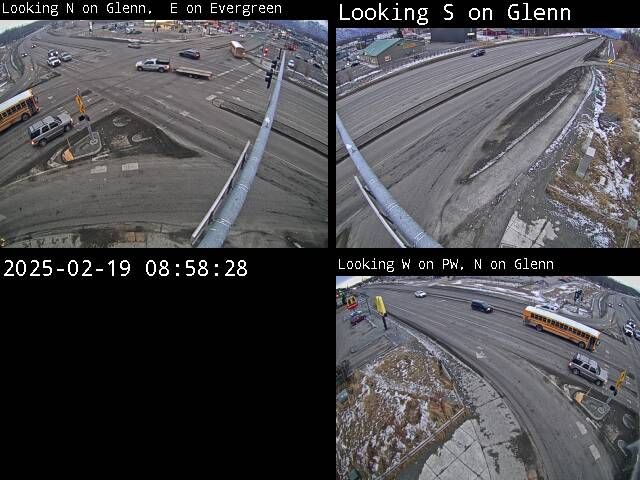 Looking N on Glenn,  E on Evergreen
Looking S on Glenn
2025-02-19 08:58:28
Looking W on PW, N on Glenn